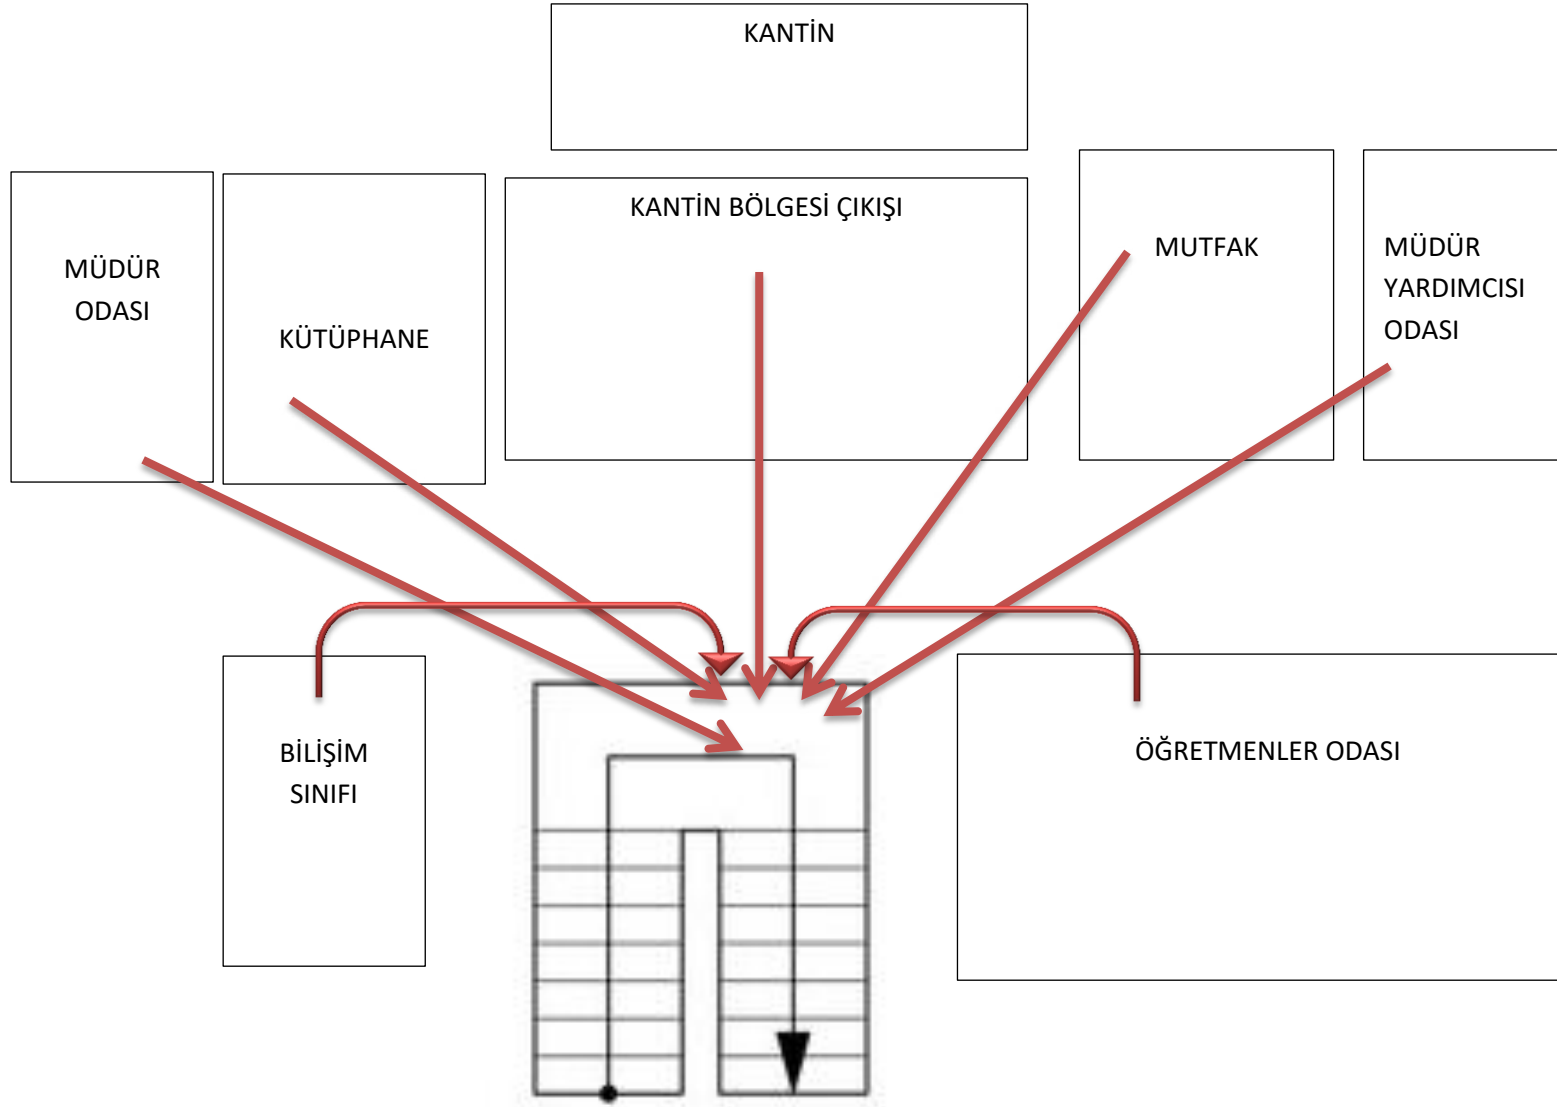 KANTİN
KANTİN BÖLGESİ ÇIKIŞI
MÜDÜR
ODASI
KÜTÜPHANE
MUTFAK
MÜDÜR
YARDIMCISI
ODASI
BİLİŞİM
SINIFI
ÖĞRETMENLER ODASI